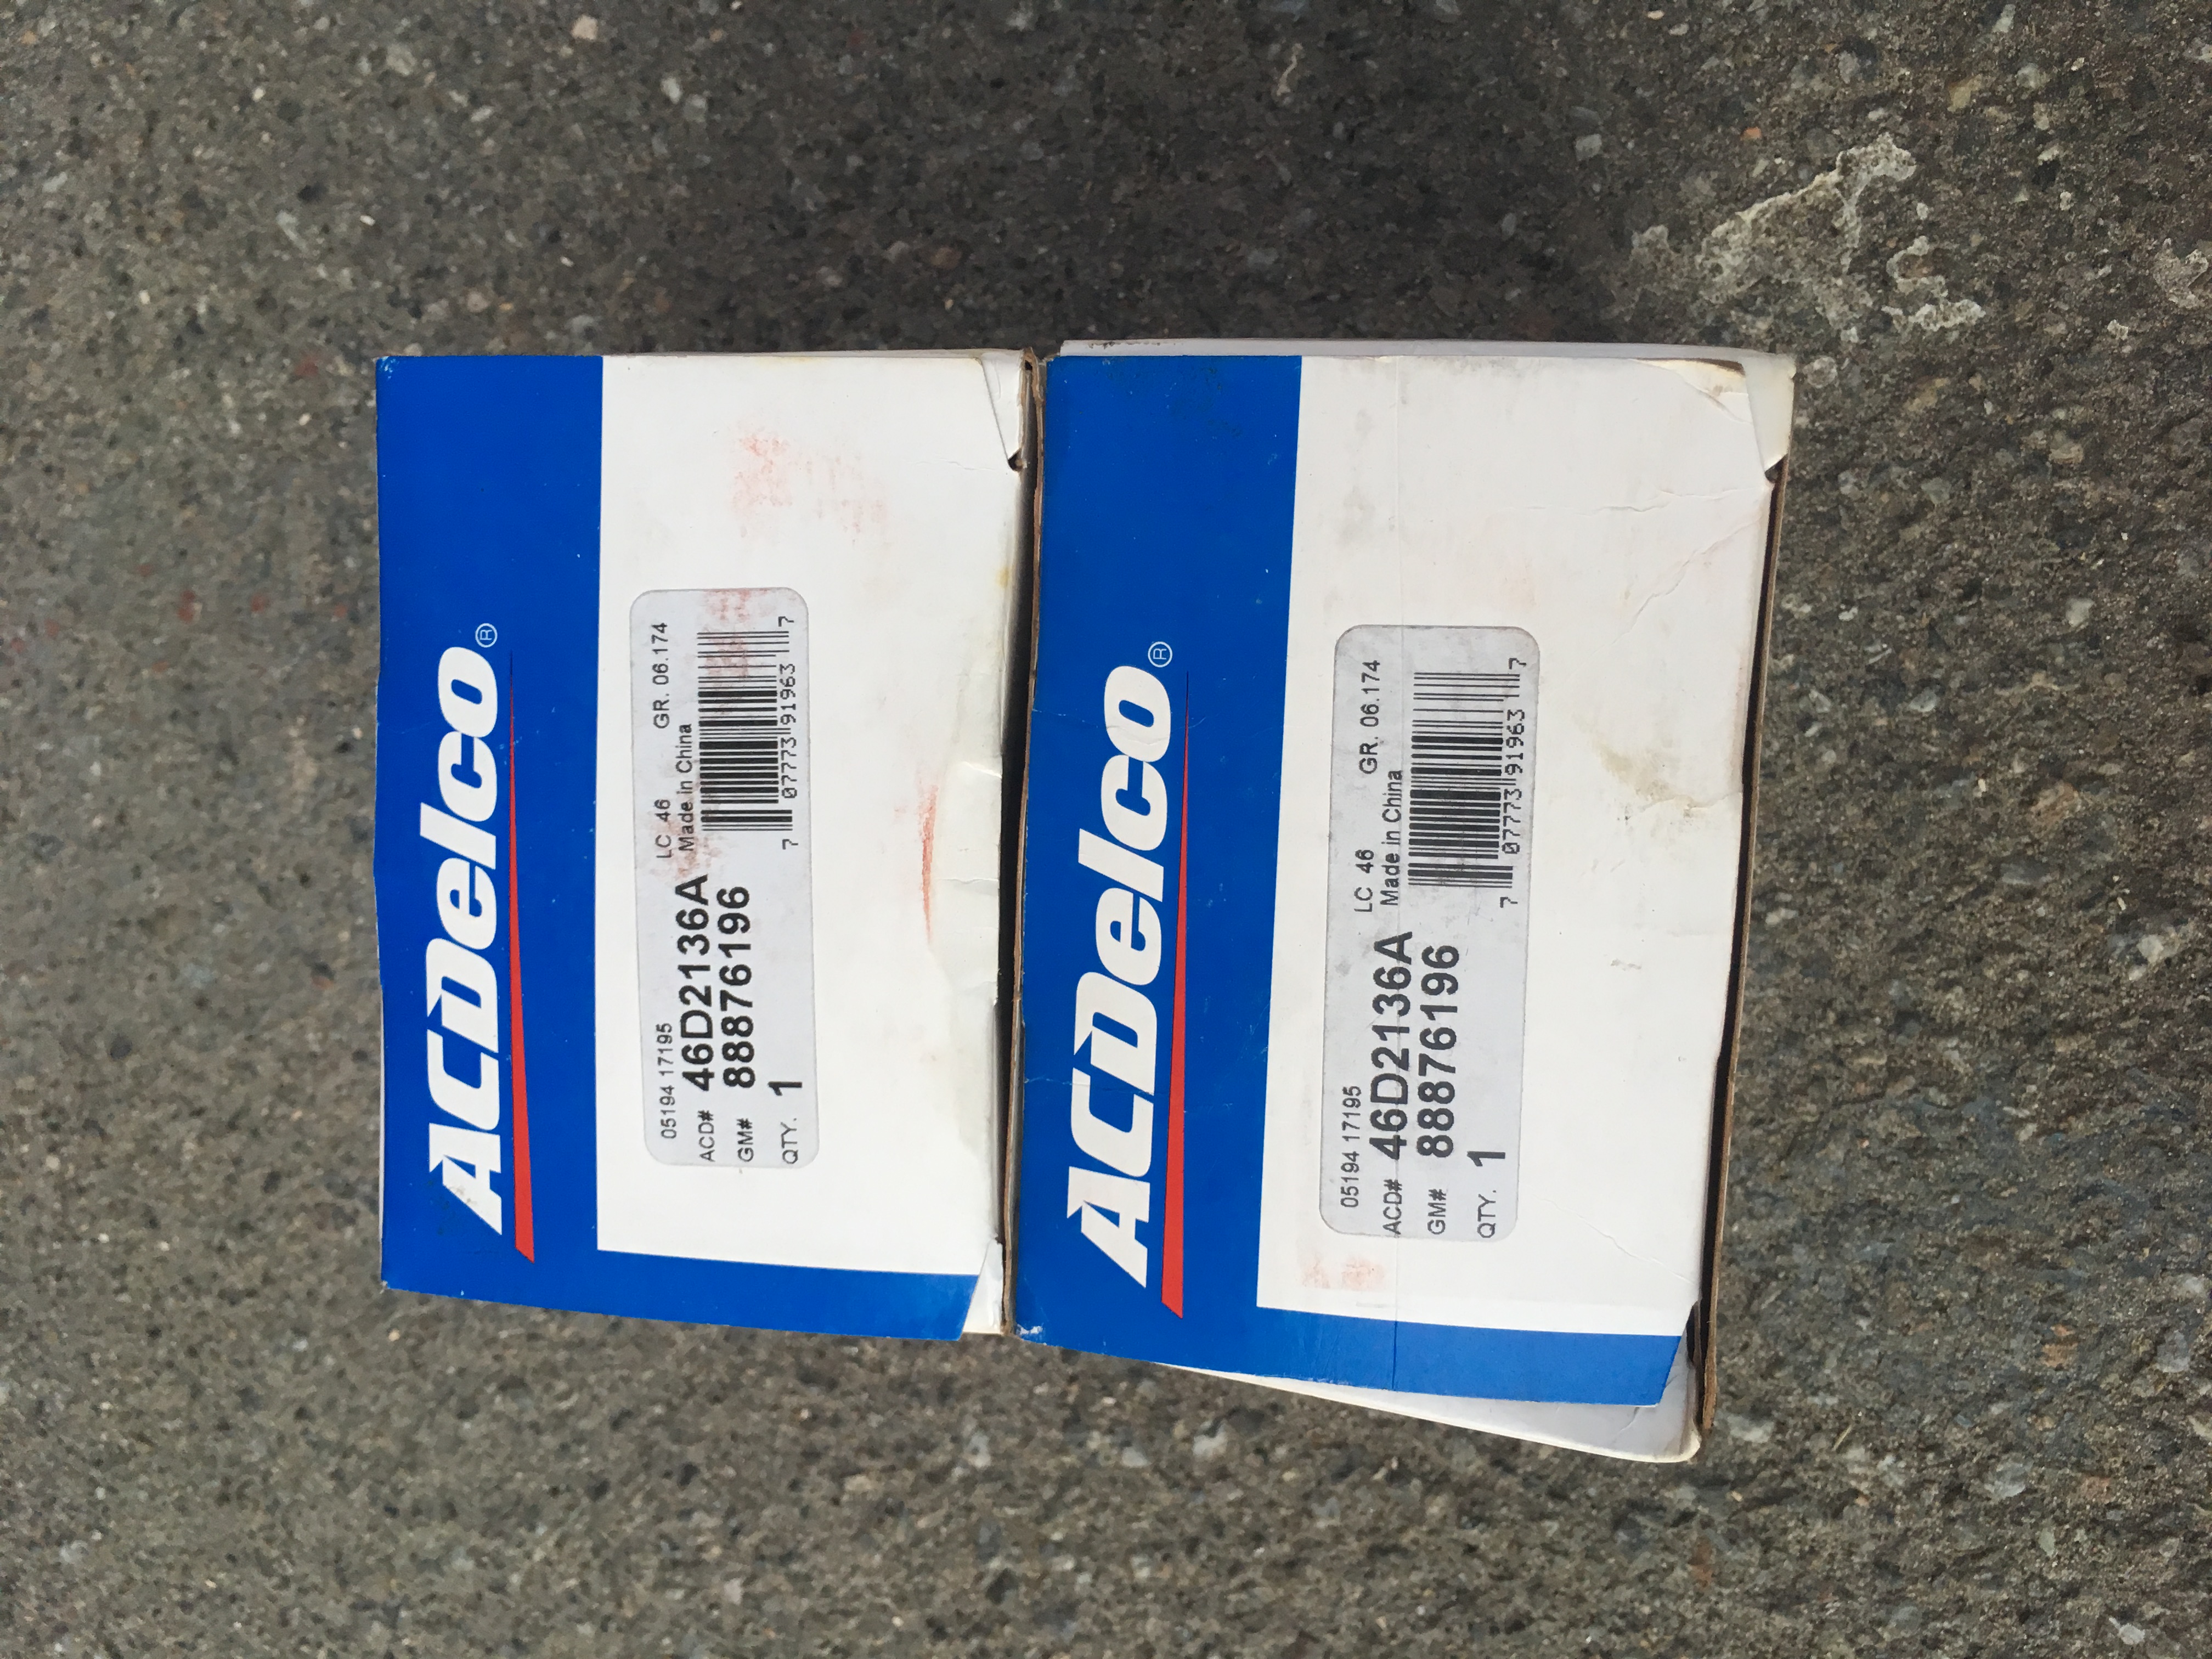 ACDelco®
05194 17195 LC 46 GR. 06.174
ACD# 46D2136A Made in China
GM# 88876196
QTY. 1
7 07773 91963 7
ACDelco®
05194 17195 LC 46 GR. 06.174
ACD# 46D2136A Made in China
GM# 88876196
QTY. 1
7 07773 91963 7